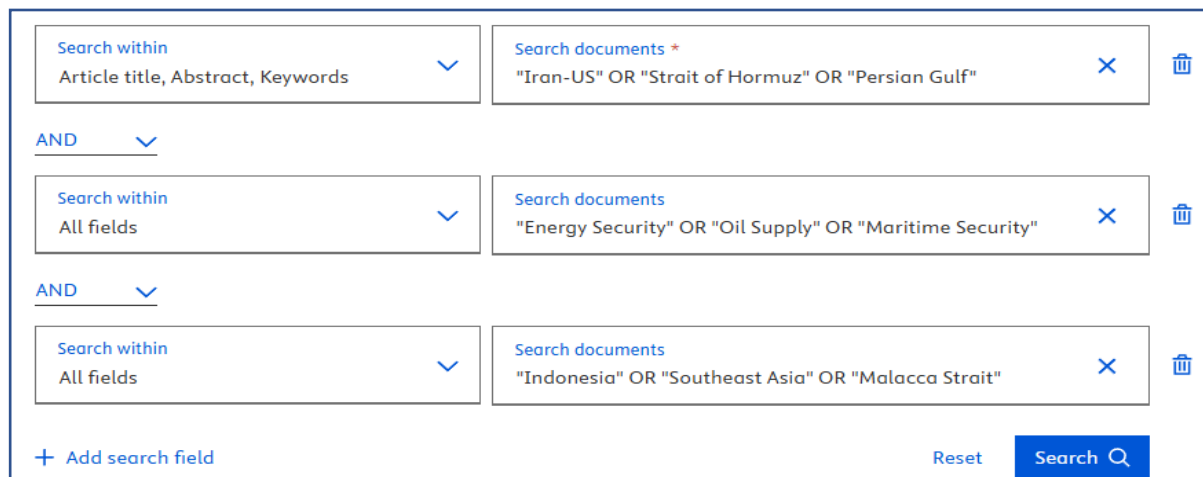 Search within
Article title, Abstract, Keywords
Search documents *
"Iran-US" OR "Strait of Hormuz" OR "Persian Gulf"
AND
Search within
All fields
Search documents
"Energy Security" OR "Oil Supply" OR "Maritime Security"
AND
Search within
All fields
Search documents
"Indonesia" OR "Southeast Asia" OR "Malacca Strait"
+ Add search field
Reset
Search